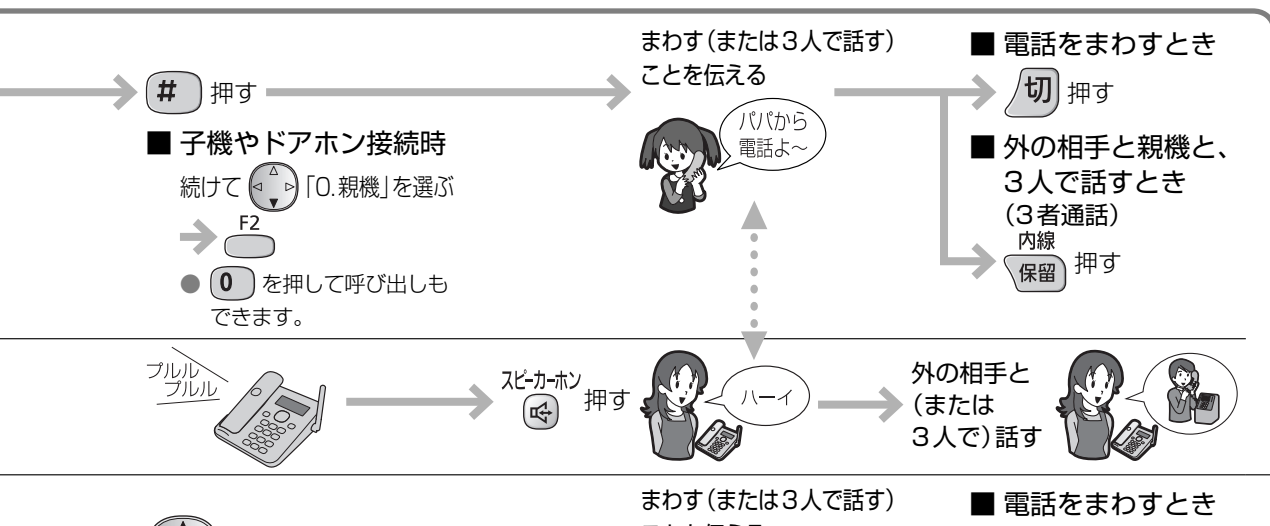 # 押す
■ 子機やドアホン接続時
続けて 「0.親機」を選ぶ
F2
● 0 を押して呼び出しも
できます。
まわす(または3人で話す)
ことを伝える
パパから
電話よ～
■ 電話をまわすとき
切 押す
■ 外の相手と親機と、
3人で話すとき
(3者通話)
内線
保留 押す
プルル
プルル
スピーカーホン
押す
ハーイ
外の相手と
(または
3人で)話す
まわす(または3人で話す)
■ 電話をまわすとき